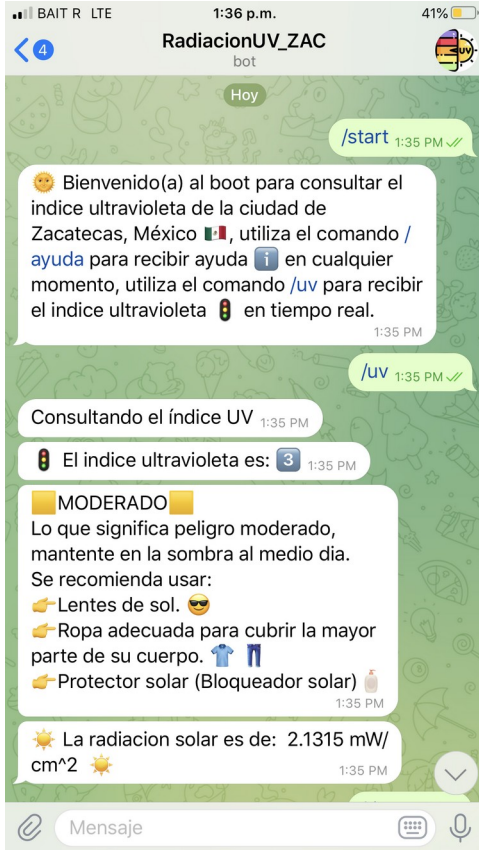 BAIT R LTE 1:36 p.m. 41%
4 RadiacionUV_ZAC
bot
UV
Hoy
/start 1:35 PM
🌞 Bienvenido(a) al boot para consultar el
indice ultravioleta de la ciudad de
Zacatecas, México 🇲🇽, utiliza el comando /
ayuda para recibir ayuda ℹ️ en cualquier
momento, utiliza el comando /uv para recibir
el indice ultravioleta 🚦 en tiempo real.
1:35 PM
/uv 1:35 PM
Consultando el índice UV 1:35 PM
🚦 El indice ultravioleta es: 3️⃣ 1:35 PM
🟨MODERADO🟨
Lo que significa peligro moderado,
mantente en la sombra al medio dia.
Se recomienda usar:
👉Lentes de sol. 😎
👉Ropa adecuada para cubrir la mayor
parte de su cuerpo. 👕 👖
👉Protector solar (Bloqueador solar) 🧴
1:35 PM
☀️ La radiacion solar es de: 2.1315 mW/
cm^2 ☀️ 1:35 PM
Mensaje